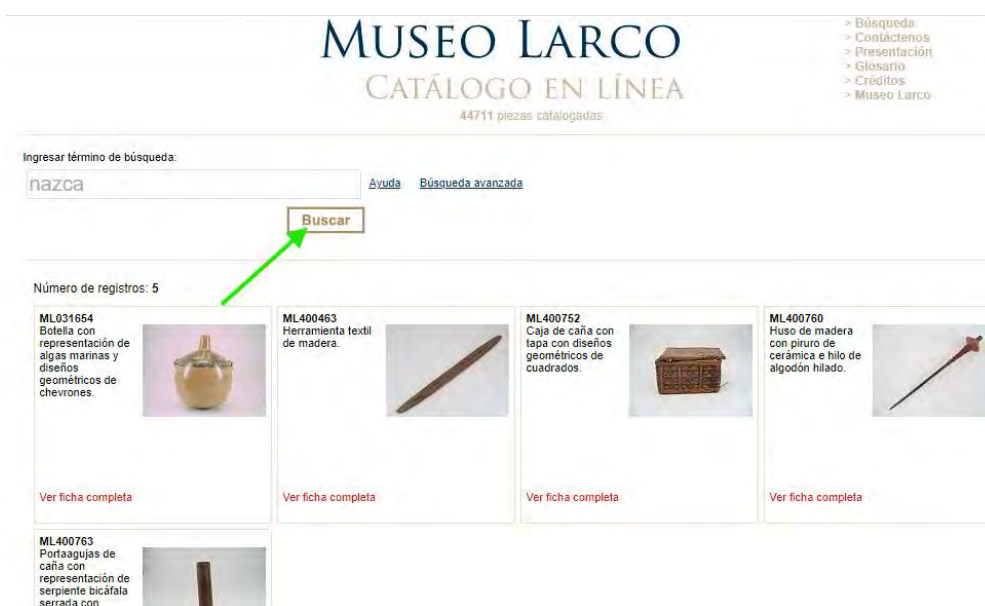 MUSEO LARCO
CATÁLOGO EN LÍNEA
44711 piezas catalogadas
> Búsqueda
> Contáctenos
> Presentación
> Glosario
> Créditos
> Museo Larco
Ingresar término de búsqueda:
nazca
Ayuda Búsqueda avanzada
Buscar
Número de registros: 5
ML031654
Botella con
representación de
algas marinas y
diseños
geométricos de
chevrones.
Ver ficha completa
ML400463
Herramienta textil
de madera.
Ver ficha completa
ML400752
Caja de caña con
tapa con diseños
geométricos de
cuadrados.
Ver ficha completa
ML400760
Huso de madera
con piruro de
cerámica e hilo de
algodón hilado.
Ver ficha completa
ML400763
Portaagujas de
caña con
representación de
serpiente bicáfala
serrada con